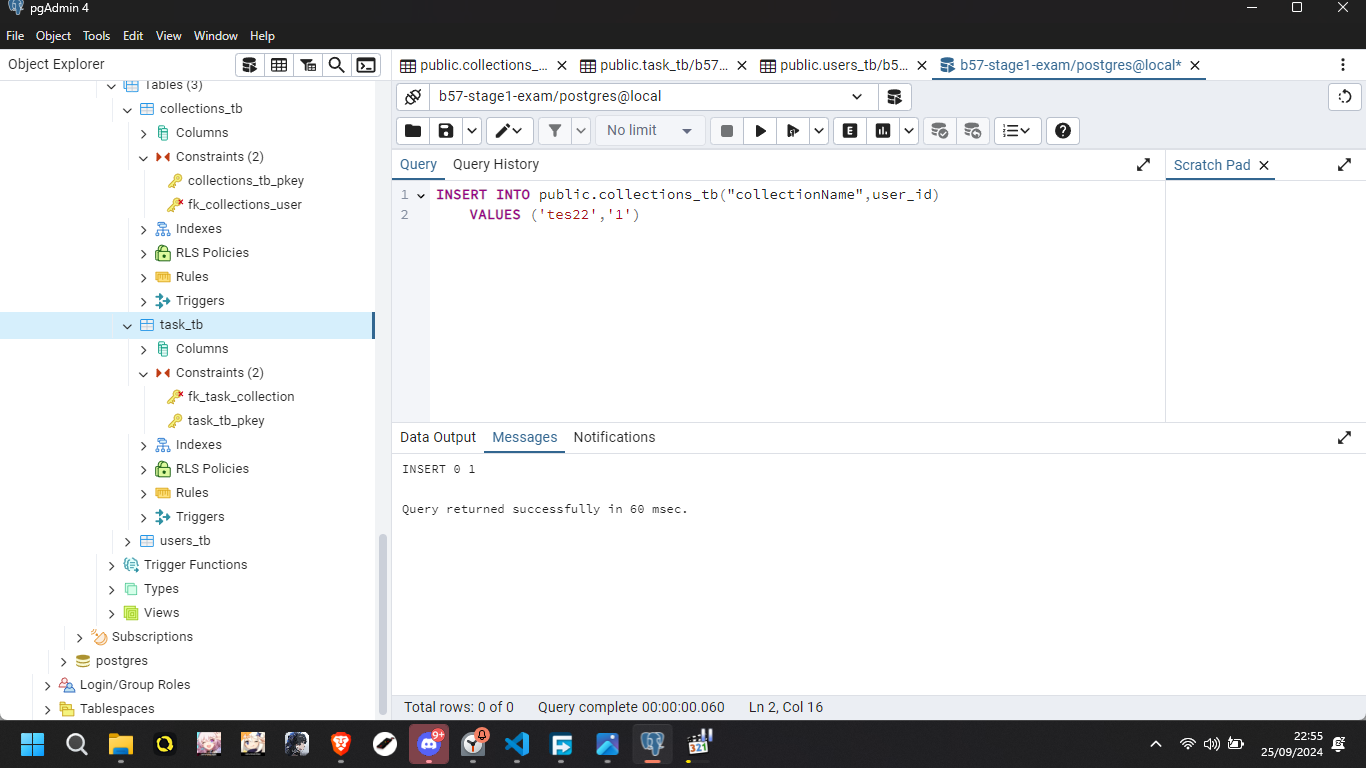 pgAdmin 4
File Object Tools Edit View Window Help
Object Explorer
Tables (3)
collections_tb
Columns
Constraints (2)
collections_tb_pkey
fk_collections_user
Indexes
RLS Policies
Rules
Triggers
task_tb
Columns
Constraints (2)
fk_task_collection
task_tb_pkey
Indexes
RLS Policies
Rules
Triggers
users_tb
Trigger Functions
Types
Views
Subscriptions
postgres
Login/Group Roles
Tablespaces
public.collections_... public.task_tb/b57... public.users_tb/b5... b57-stage1-exam/postgres@local*
b57-stage1-exam/postgres@local
No limit E
Query Query History Scratch Pad
1 INSERT INTO public.collections_tb("collectionName",user_id)
2 VALUES ('tes22','1')
Data Output Messages Notifications
INSERT 0 1
Query returned successfully in 60 msec.
Total rows: 0 of 0 Query complete 00:00:00.060 Ln 2, Col 16
9+ 321 22:55
25/09/2024